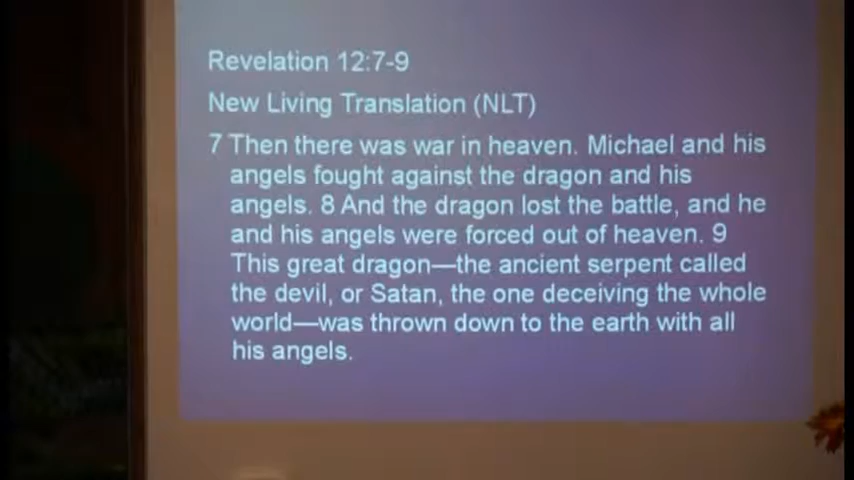 Revelation 12:7-9
New Living Translation (NLT)
7 Then there was war in heaven. Michael and his
angels fought against the dragon and his
angels. 8 And the dragon lost the battle, and he
and his angels were forced out of heaven. 9
This great dragon—the ancient serpent called
the devil, or Satan, the one deceiving the whole
world—was thrown down to the earth with all
his angels.